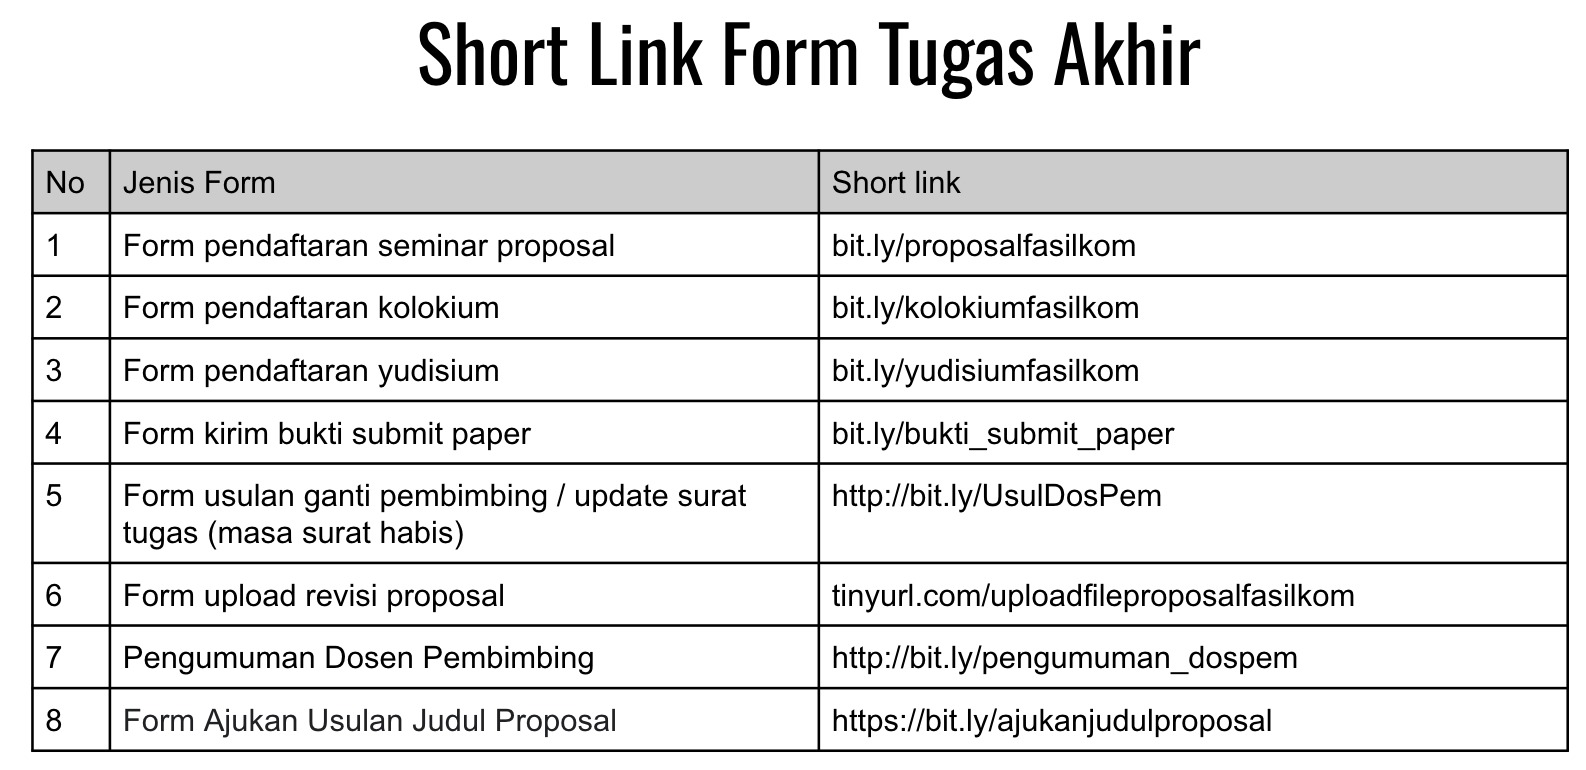 Short Link Form Tugas Akhir
No Jenis Form Short link
1 Form pendaftaran seminar proposal bit.ly/proposalfasilkom
2 Form pendaftaran kolokium bit.ly/kolokiumfasilkom
3 Form pendaftaran yudisium bit.ly/yudisiumfasilkom
4 Form kirim bukti submit paper bit.ly/bukti_submit_paper
5 Form usulan ganti pembimbing / update surat http://bit.ly/UsulDosPem
tugas (masa surat habis)
6 Form upload revisi proposal tinyurl.com/uploadfileproposalfasilkom
7 Pengumuman Dosen Pembimbing http://bit.ly/pengumuman_dospem
8 Form Ajukan Usulan Judul Proposal https://bit.ly/ajukanjudulproposal